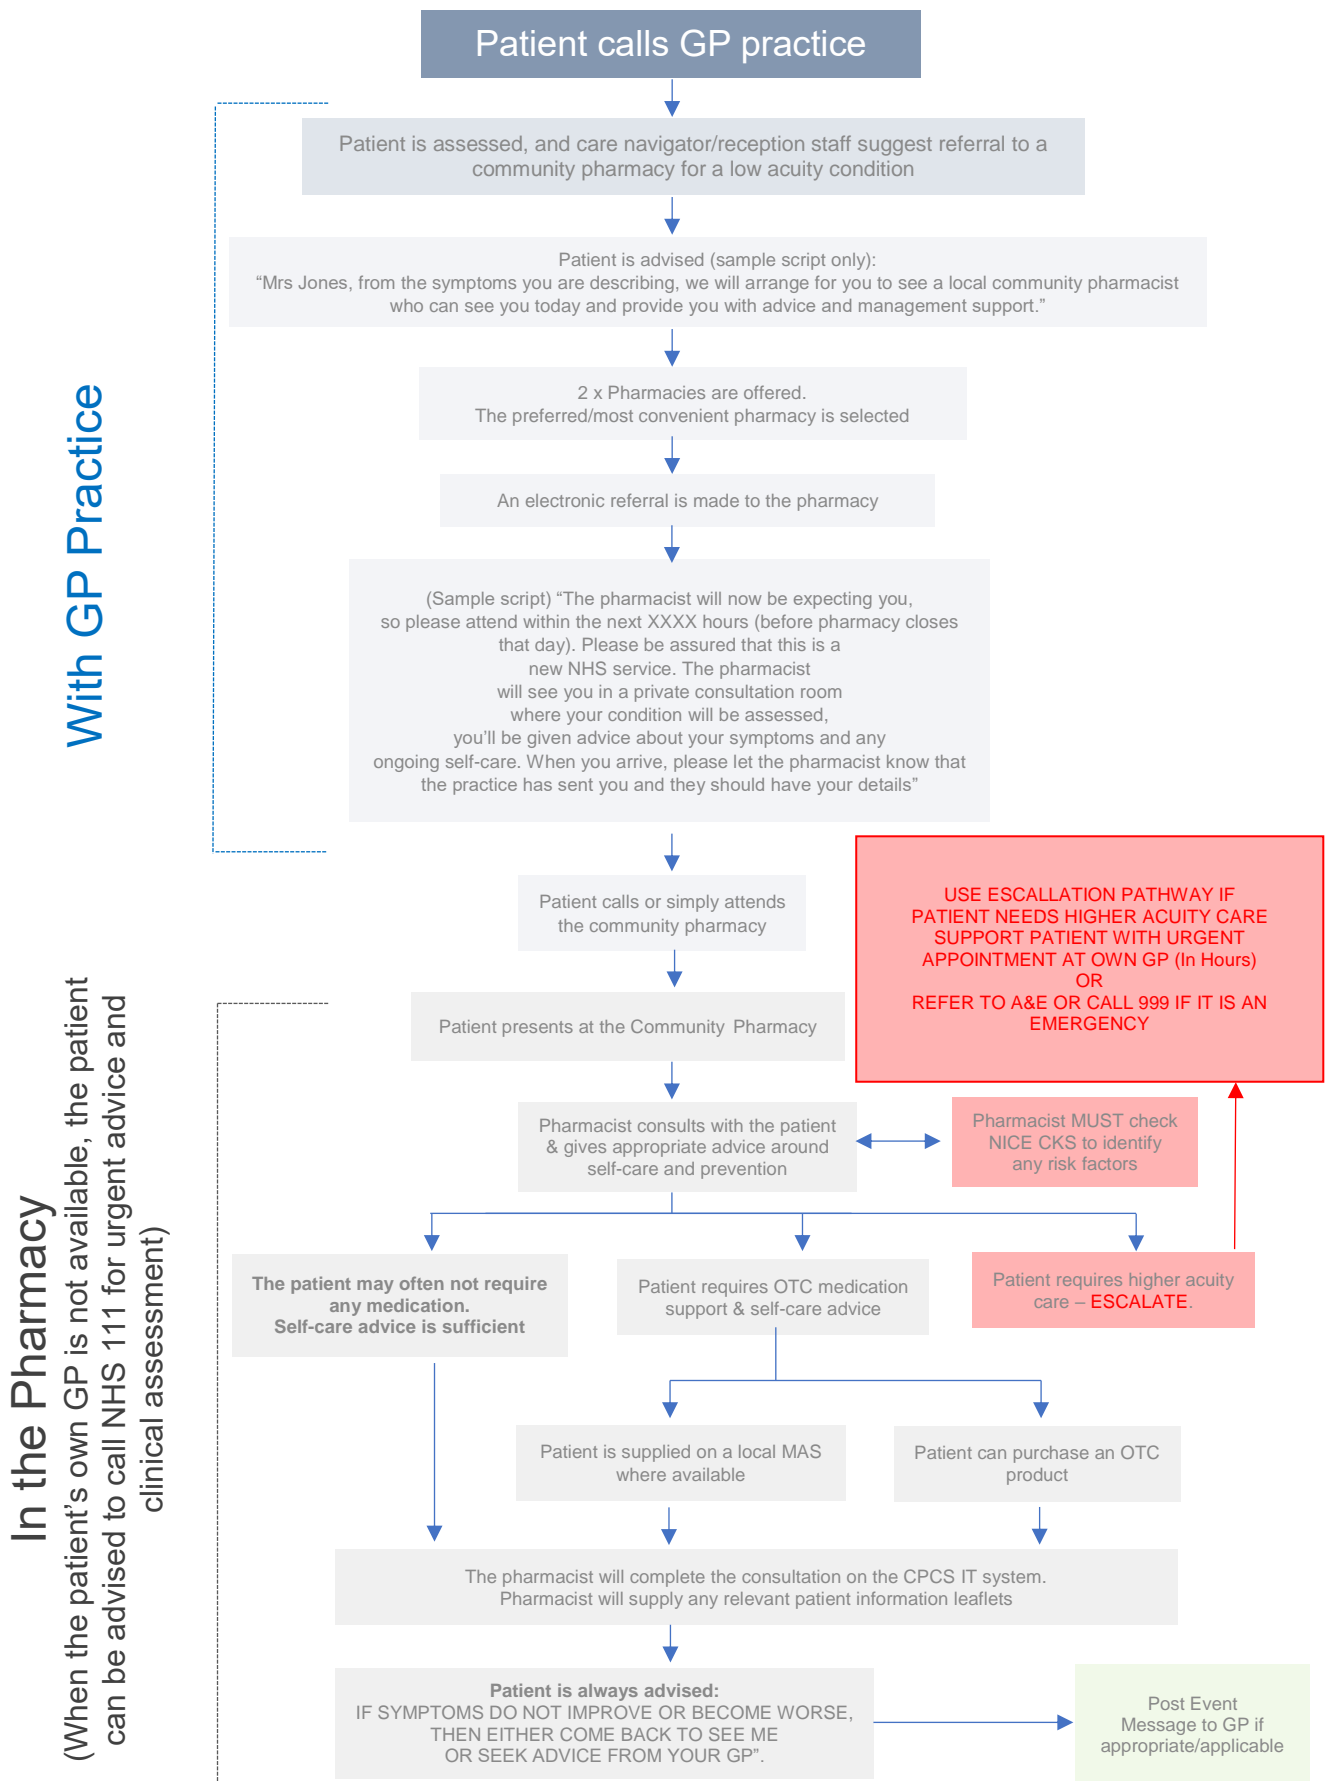 Patient calls GP practice
Patient is assessed, and care navigator/reception staff suggest referral to a
community pharmacy for a low acuity condition
Patient is advised (sample script only):
“Mrs Jones, from the symptoms you are describing, we will arrange for you to see a local community pharmacist
who can see you today and provide you with advice and management support.”
2 x Pharmacies are offered.
The preferred/most convenient pharmacy is selected
An electronic referral is made to the pharmacy
(Sample script) “The pharmacist will now be expecting you,
so please attend within the next XXXX hours (before pharmacy closes
that day). Please be assured that this is a
new NHS service. The pharmacist
will see you in a private consultation room
where your condition will be assessed,
you’ll be given advice about your symptoms and any
ongoing self-care. When you arrive, please let the pharmacist know that
the practice has sent you and they should have your details”
With GP Practice
Patient calls or simply attends
the community pharmacy
USE ESCALLATION PATHWAY IF
PATIENT NEEDS HIGHER ACUITY CARE
SUPPORT PATIENT WITH URGENT
APPOINTMENT AT OWN GP (In Hours)
OR
REFER TO A&E OR CALL 999 IF IT IS AN
EMERGENCY
In the Pharmacy
(When the patient’s own GP is not available, the patient
can be advised to call NHS 111 for urgent advice and
clinical assessment)
Patient presents at the Community Pharmacy
Pharmacist consults with the patient
& gives appropriate advice around
self-care and prevention
Pharmacist MUST check
NICE CKS to identify
any risk factors
The patient may often not require
any medication.
Self-care advice is sufficient
Patient requires OTC medication
support & self-care advice
Patient requires higher acuity
care – ESCALATE.
Patient is supplied on a local MAS
where available
Patient can purchase an OTC
product
The pharmacist will complete the consultation on the CPCS IT system.
Pharmacist will supply any relevant patient information leaflets
Patient is always advised:
IF SYMPTOMS DO NOT IMPROVE OR BECOME WORSE,
THEN EITHER COME BACK TO SEE ME
OR SEEK ADVICE FROM YOUR GP”.
Post Event
Message to GP if
appropriate/applicable